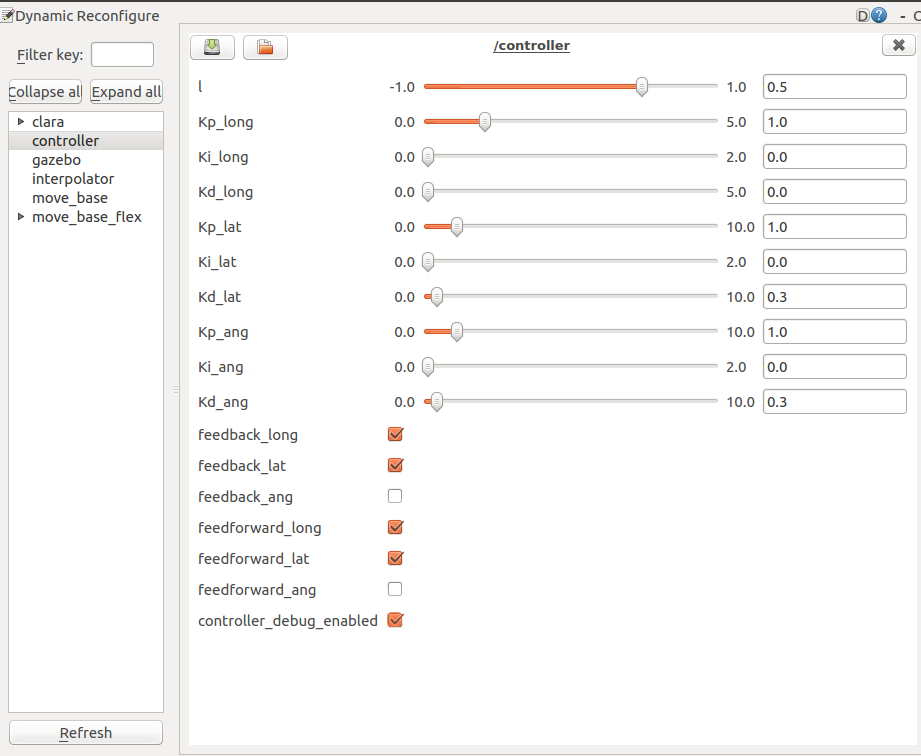 Dynamic Reconfigure
D ? -
Filter key:
Collapse all Expand all
clara
controller
gazebo
interpolator
move_base
move_base_flex
Refresh
/controller
l -1.0 1.0 0.5
Kp_long 0.0 5.0 1.0
Ki_long 0.0 2.0 0.0
Kd_long 0.0 5.0 0.0
Kp_lat 0.0 10.0 1.0
Ki_lat 0.0 2.0 0.0
Kd_lat 0.0 10.0 0.3
Kp_ang 0.0 10.0 1.0
Ki_ang 0.0 2.0 0.0
Kd_ang 0.0 10.0 0.3
feedback_long
feedback_lat
feedback_ang
feedforward_long
feedforward_lat
feedforward_ang
controller_debug_enabled